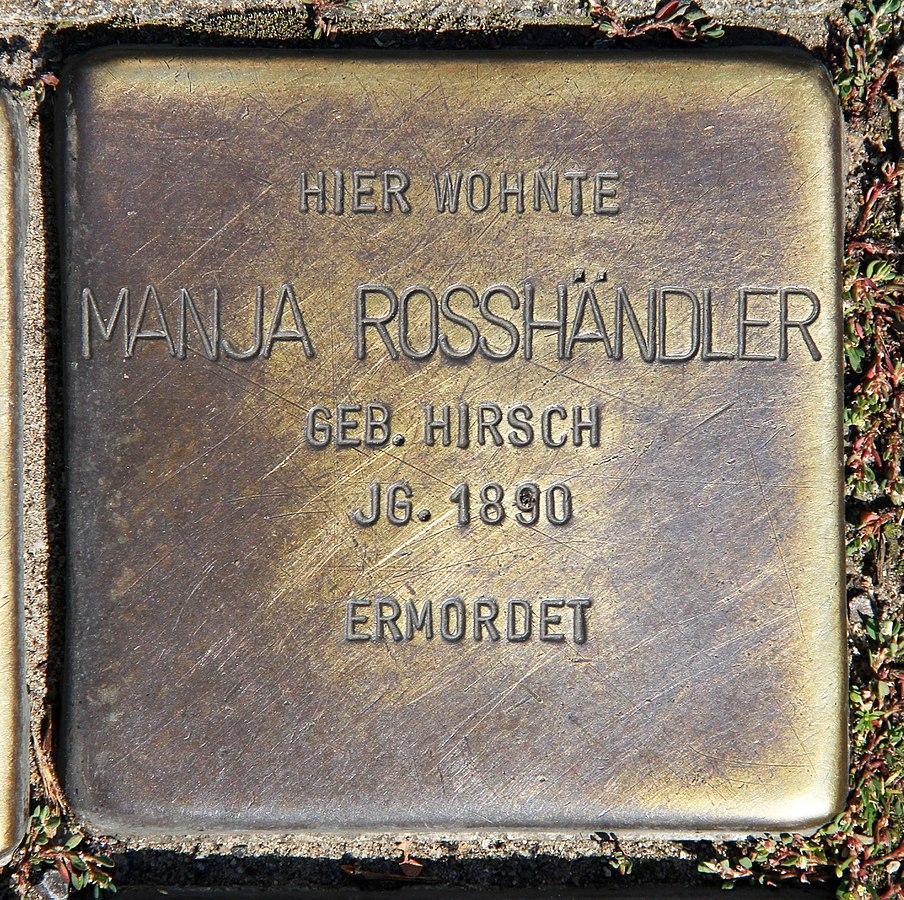 HIER WOHNTE
MANJA ROSSHÄNDLER
GEB. HIRSCH
JG. 1890
ERMORDET